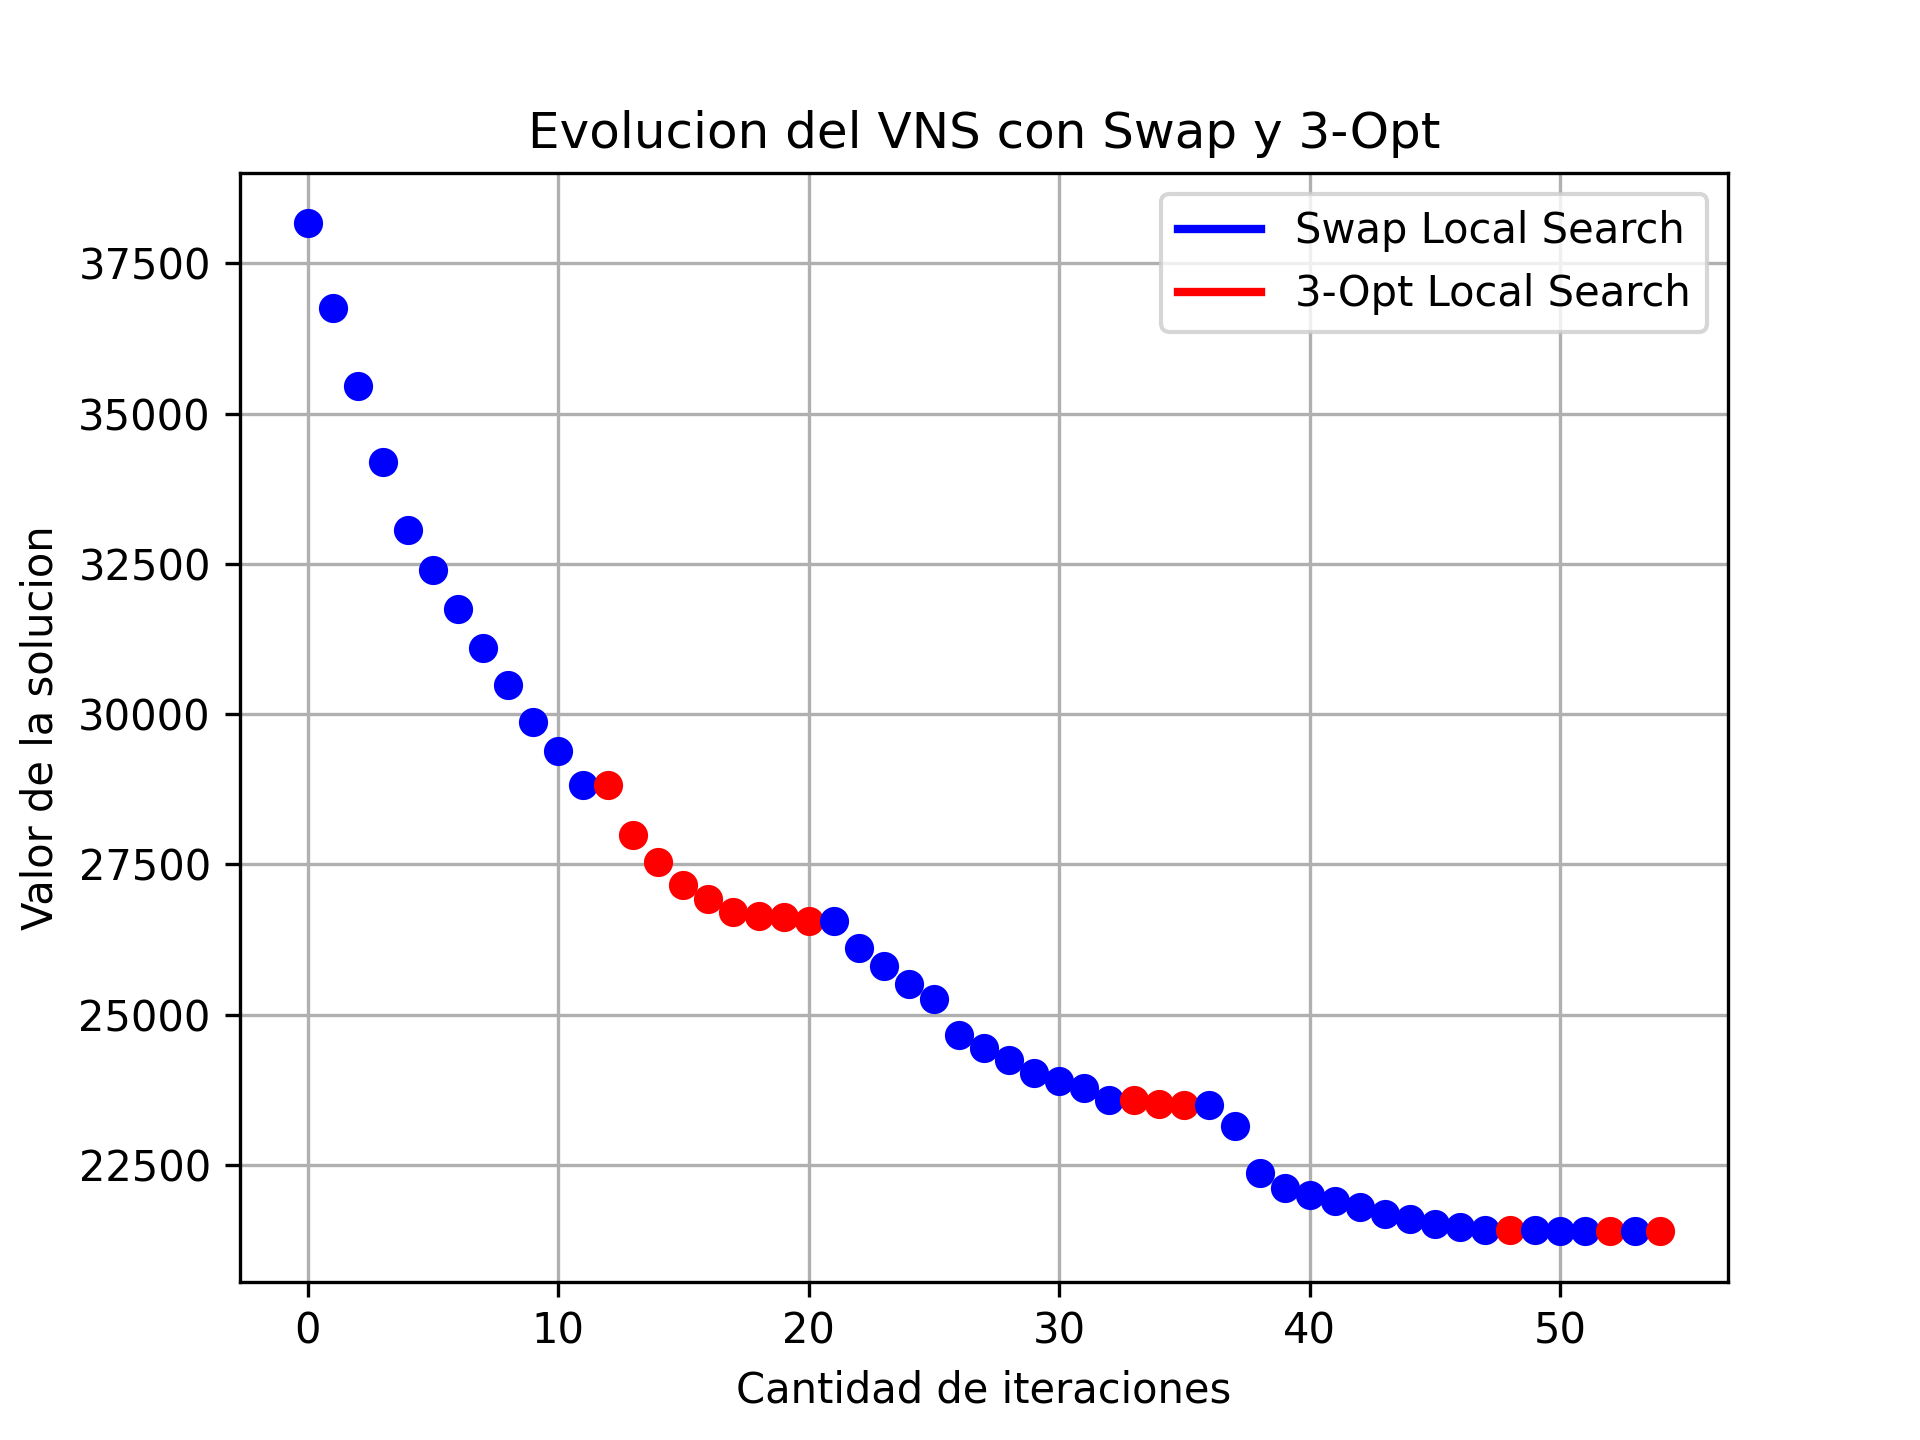 Evolucion del VNS con Swap y 3-Opt
Swap Local Search
3-Opt Local Search
Valor de la solucion
37500
35000
32500
30000
27500
25000
22500
0 10 20 30 40 50
Cantidad de iteraciones